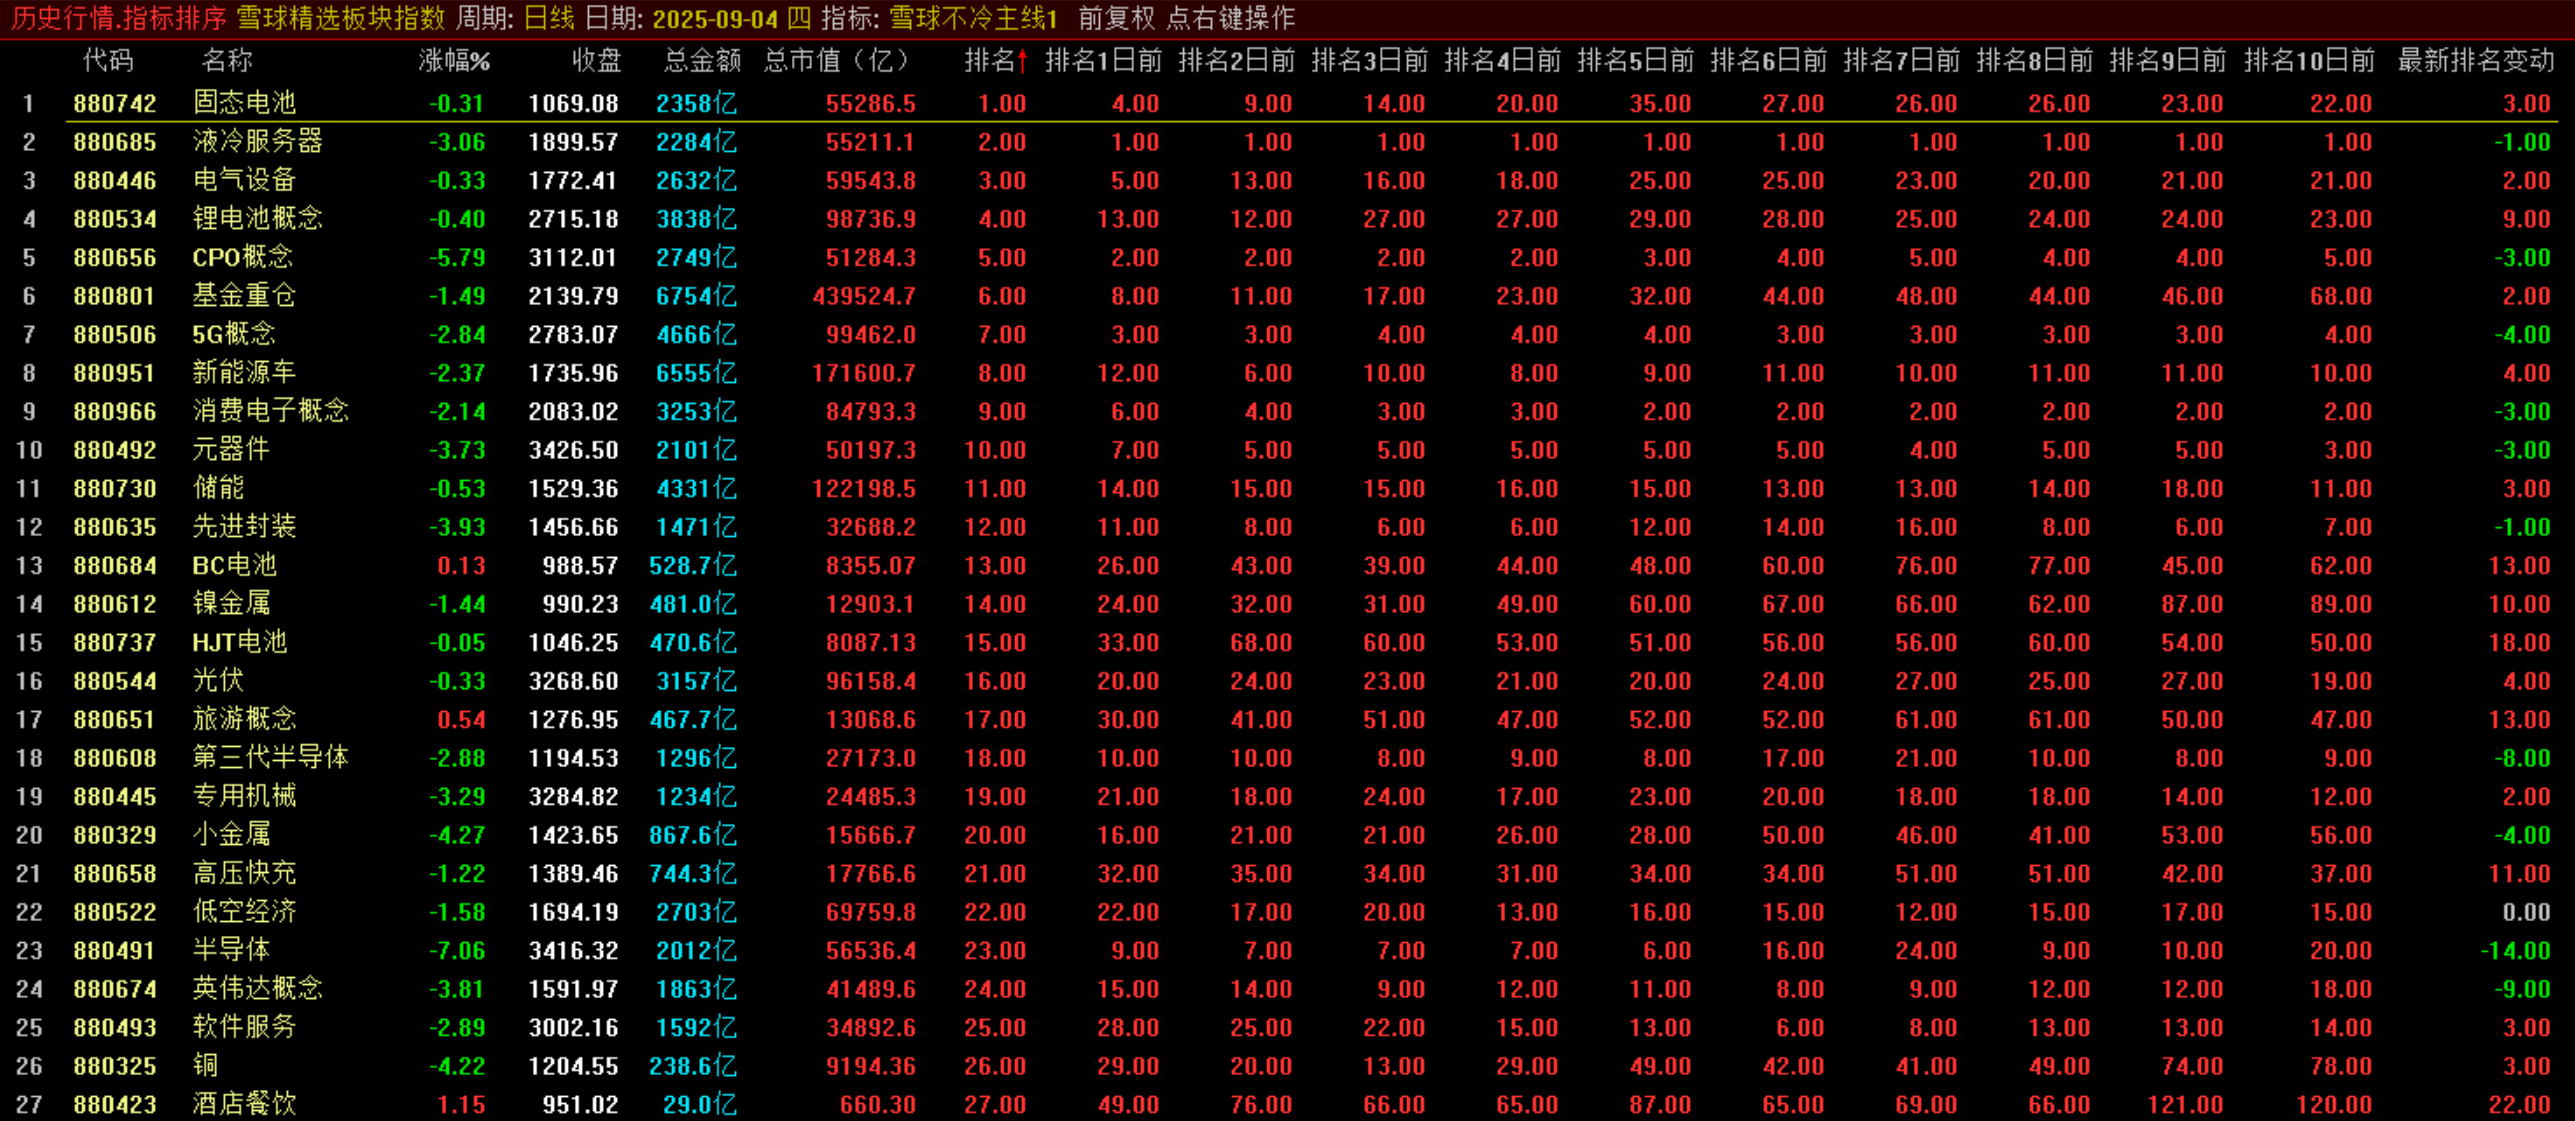 历史行情.指标排序 雪球精选板块指数 周期: 日线 日期: 2025-09-04 四 指标: 雪球不冷主线1 前复权 点右键操作
代码 名称 涨幅% 收盘 总金额 总市值（亿） 排名↑ 排名1日前 排名2日前 排名3日前 排名4日前 排名5日前 排名6日前 排名7日前 排名8日前 排名9日前 排名10日前 最新排名变动
1 880742 固态电池 -0.31 1069.08 2358亿 55286.5 1.00 4.00 9.00 14.00 20.00 35.00 27.00 26.00 26.00 23.00 22.00 3.00
2 880685 液冷服务器 -3.06 1899.57 2284亿 55211.1 2.00 1.00 1.00 1.00 1.00 1.00 1.00 1.00 1.00 1.00 1.00 -1.00
3 880446 电气设备 -0.33 1772.41 2632亿 59543.8 3.00 5.00 13.00 16.00 18.00 25.00 25.00 23.00 20.00 21.00 21.00 2.00
4 880534 锂电池概念 -0.40 2715.18 3838亿 98736.9 4.00 13.00 12.00 27.00 27.00 29.00 28.00 25.00 24.00 24.00 23.00 9.00
5 880656 CPO概念 -5.79 3112.01 2749亿 51284.3 5.00 2.00 2.00 2.00 2.00 3.00 4.00 5.00 4.00 4.00 5.00 -3.00
6 880801 基金重仓 -1.49 2139.79 6754亿 439524.7 6.00 8.00 11.00 17.00 23.00 32.00 44.00 48.00 44.00 46.00 68.00 2.00
7 880506 5G概念 -2.84 2783.07 4666亿 99462.0 7.00 3.00 3.00 4.00 4.00 4.00 3.00 3.00 3.00 3.00 4.00 -4.00
8 880951 新能源车 -2.37 1735.96 6555亿 171600.7 8.00 12.00 6.00 10.00 8.00 9.00 11.00 10.00 11.00 11.00 10.00 4.00
9 880966 消费电子概念 -2.14 2083.02 3253亿 84793.3 9.00 6.00 4.00 3.00 3.00 2.00 2.00 2.00 2.00 2.00 2.00 -3.00
10 880492 元器件 -3.73 3426.50 2101亿 50197.3 10.00 7.00 5.00 5.00 5.00 5.00 5.00 4.00 5.00 5.00 3.00 -3.00
11 880730 储能 -0.53 1529.36 4331亿 122198.5 11.00 14.00 15.00 15.00 16.00 15.00 13.00 13.00 14.00 18.00 11.00 3.00
12 880635 先进封装 -3.93 1456.66 1471亿 32688.2 12.00 11.00 8.00 6.00 6.00 12.00 14.00 16.00 8.00 6.00 7.00 -1.00
13 880684 BC电池 0.13 988.57 528.7亿 8355.07 13.00 26.00 43.00 39.00 44.00 48.00 60.00 76.00 77.00 45.00 62.00 13.00
14 880612 镍金属 -1.44 990.23 481.0亿 12903.1 14.00 24.00 32.00 31.00 49.00 60.00 67.00 66.00 62.00 87.00 89.00 10.00
15 880737 HJT电池 -0.05 1046.25 470.6亿 8087.13 15.00 33.00 68.00 60.00 53.00 51.00 56.00 56.00 60.00 54.00 50.00 18.00
16 880544 光伏 -0.33 3268.60 3157亿 96158.4 16.00 20.00 24.00 23.00 21.00 20.00 24.00 27.00 25.00 27.00 19.00 4.00
17 880651 旅游概念 0.54 1276.95 467.7亿 13068.6 17.00 30.00 41.00 51.00 47.00 52.00 52.00 61.00 61.00 50.00 47.00 13.00
18 880608 第三代半导体 -2.88 1194.53 1296亿 27173.0 18.00 10.00 10.00 8.00 9.00 8.00 17.00 21.00 10.00 8.00 9.00 -8.00
19 880445 专用机械 -3.29 3284.82 1234亿 24485.3 19.00 21.00 18.00 24.00 17.00 23.00 20.00 18.00 18.00 14.00 12.00 2.00
20 880329 小金属 -4.27 1423.65 867.6亿 15666.7 20.00 16.00 21.00 21.00 26.00 28.00 50.00 46.00 41.00 53.00 56.00 -4.00
21 880658 高压快充 -1.22 1389.46 744.3亿 17766.6 21.00 32.00 35.00 34.00 31.00 34.00 34.00 51.00 51.00 42.00 37.00 11.00
22 880522 低空经济 -1.58 1694.19 2703亿 69759.8 22.00 22.00 17.00 20.00 13.00 16.00 15.00 12.00 15.00 17.00 15.00 0.00
23 880491 半导体 -7.06 3416.32 2012亿 56536.4 23.00 9.00 7.00 7.00 7.00 6.00 16.00 24.00 9.00 10.00 20.00 -14.00
24 880674 英伟达概念 -3.81 1591.97 1863亿 41489.6 24.00 15.00 14.00 9.00 12.00 11.00 8.00 9.00 12.00 12.00 18.00 -9.00
25 880493 软件服务 -2.89 3002.16 1592亿 34892.6 25.00 28.00 25.00 22.00 15.00 13.00 6.00 8.00 13.00 13.00 14.00 3.00
26 880325 铜 -4.22 1204.55 238.6亿 9194.36 26.00 29.00 20.00 13.00 29.00 49.00 42.00 41.00 49.00 74.00 78.00 3.00
27 880423 酒店餐饮 1.15 951.02 29.0亿 660.30 27.00 49.00 76.00 66.00 65.00 87.00 65.00 69.00 66.00 121.00 120.00 22.00